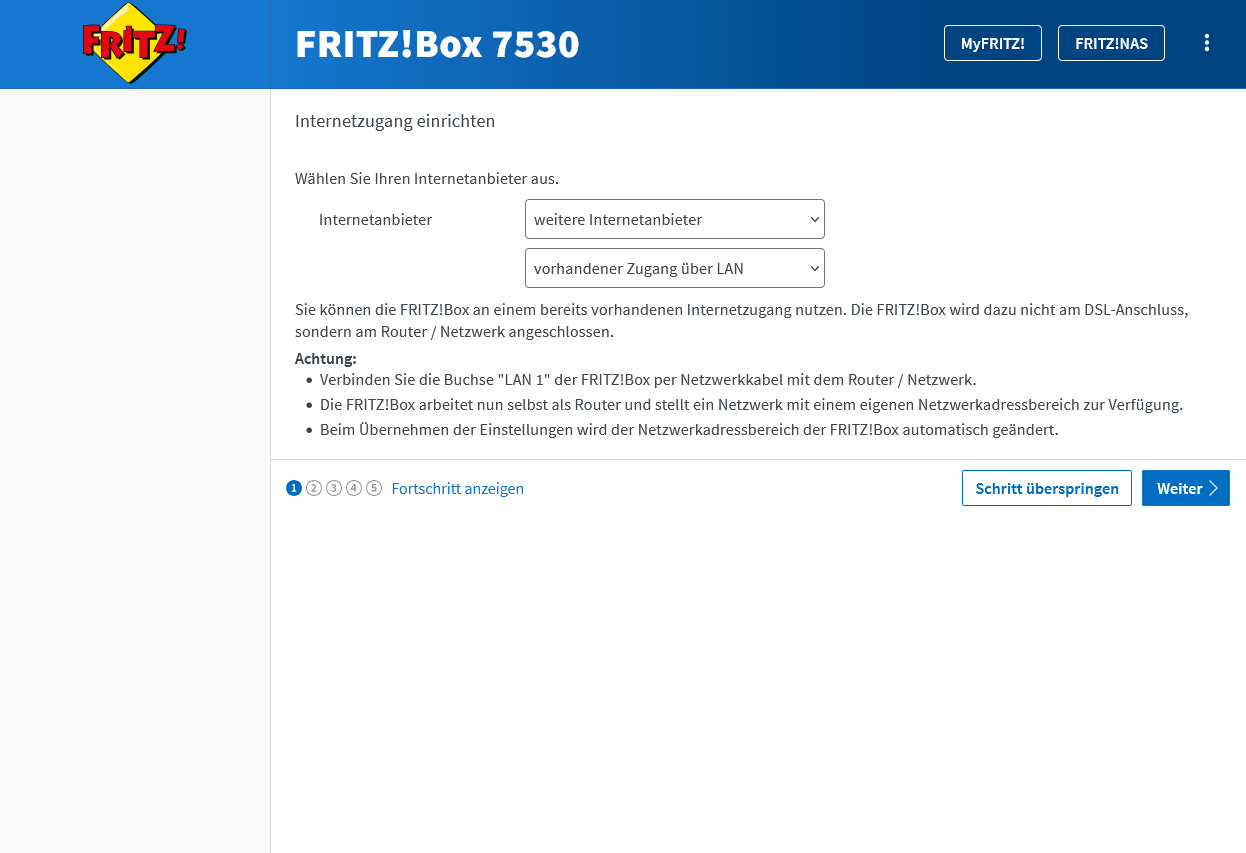 FRITZ!
FRITZ!Box 7530
MyFRITZ!
FRITZ!NAS
Internetzugang einrichten
Wählen Sie Ihren Internetanbieter aus.
Internetanbieter
weitere Internetanbieter
vorhandener Zugang über LAN
Sie können die FRITZ!Box an einem bereits vorhandenen Internetzugang nutzen. Die FRITZ!Box wird dazu nicht am DSL-Anschluss,
sondern am Router / Netzwerk angeschlossen.
Achtung:
• Verbinden Sie die Buchse "LAN 1" der FRITZ!Box per Netzwerkkabel mit dem Router / Netzwerk.
• Die FRITZ!Box arbeitet nun selbst als Router und stellt ein Netzwerk mit einem eigenen Netzwerkadressbereich zur Verfügung.
• Beim Übernehmen der Einstellungen wird der Netzwerkadressbereich der FRITZ!Box automatisch geändert.
1 2 3 4 5 Fortschritt anzeigen
Schritt überspringen
Weiter